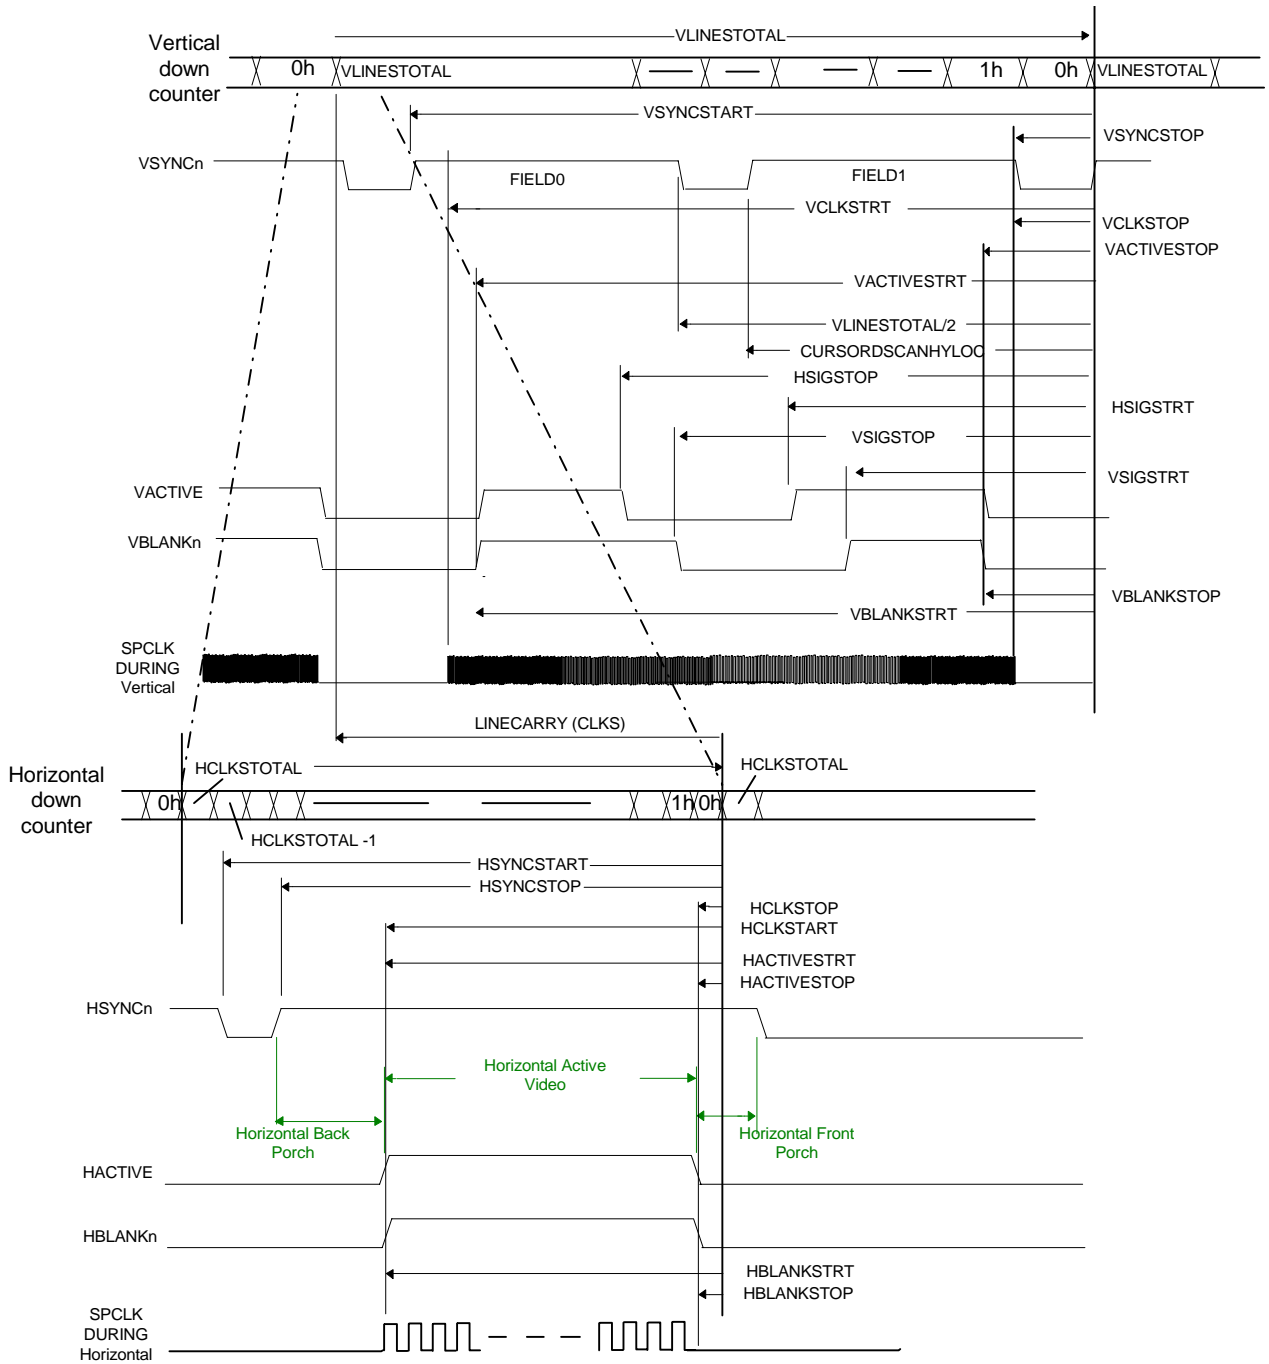 VLINESTOTAL
Vertical
down
counter
0h
VLINESTOTAL
1h
0h
VLINESTOTAL
VSYNCSTART
VSYNCSTOP
VSYNCn
FIELD0
FIELD1
VCLKSTRT
VCLKSTOP
VACTIVESTOP
VACTIVESTRT
VLINESTOTAL/2
CURSORDSCANHYLOC
HSIGSTOP
HSIGSTRT
VSIGSTOP
VSIGSTRT
VACTIVE
VBLANKn
VBLANKSTOP
VBLANKSTRT
SPCLK
DURING
Vertical
LINECARRY (CLKS)
HCLKSTOTAL
HCLKSTOTAL
Horizontal
down
counter
0h
1h
0h
HCLKSTOTAL -1
HSYNCSTART
HSYNCSTOP
HCLKSTOP
HCLKSTART
HACTIVESTRT
HACTIVESTOP
HSYNCn
Horizontal Active
Video
Horizontal Back
Porch
Horizontal Front
Porch
HACTIVE
HBLANKn
HBLANKSTRT
HBLANKSTOP
SPCLK
DURING
Horizontal